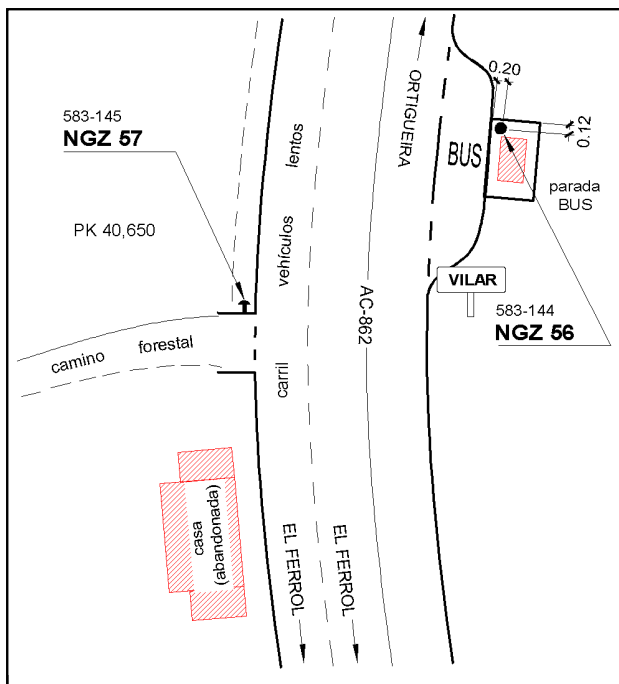 583-145
NGZ 57
PK 40,650
camino forestal
carril vehículos lentos
ORTIGUEIRA
AC-862
BUS
0.20
0.12
parada
BUS
VILAR
583-144
NGZ 56
casa
(abandonada)
EL FERROL
EL FERROL